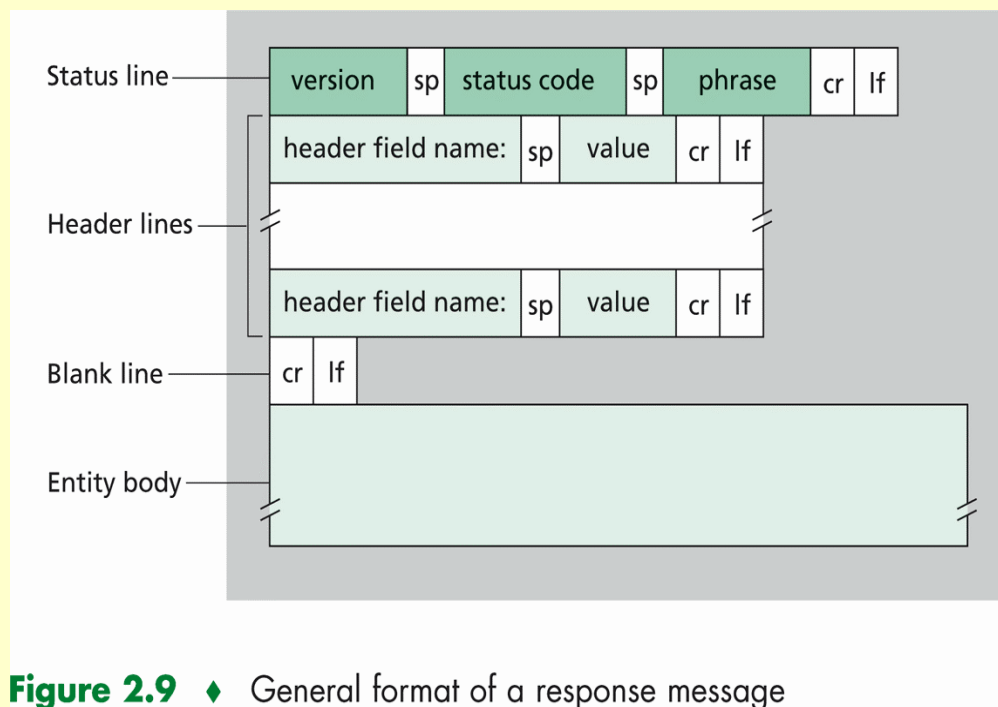 Status line version sp status code sp phrase cr lf
header field name: sp value cr lf
Header lines
header field name: sp value cr lf
Blank line cr lf
Entity body
Figure 2.9 ♦ General format of a response message